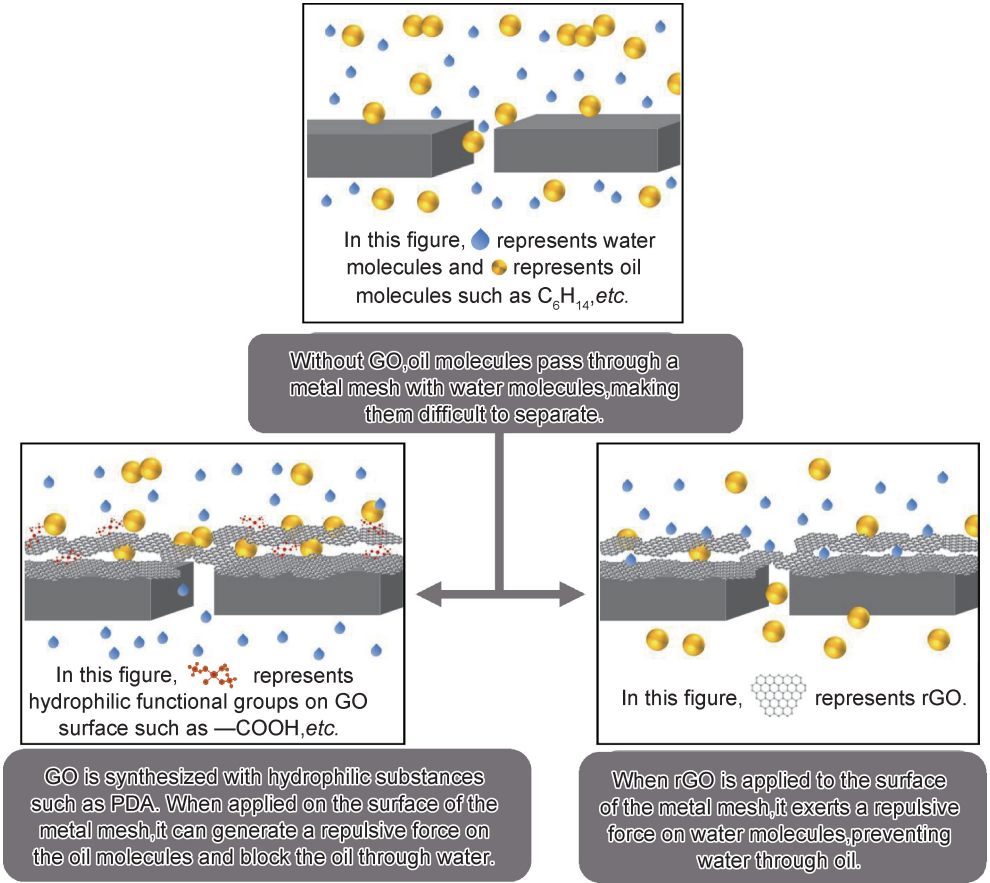 In this figure, represents water
molecules and represents oil
molecules such as C₆H₁₄,etc.
Without GO,oil molecules pass through a
metal mesh with water molecules,making
them difficult to separate.
In this figure, represents
hydrophilic functional groups on GO
surface such as —COOH,etc.
GO is synthesized with hydrophilic substances
such as PDA. When applied on the surface of the
metal mesh,it can generate a repulsive force on
the oil molecules and block the oil through water.
In this figure, represents rGO.
When rGO is applied to the surface
of the metal mesh,it exerts a repulsive
force on water molecules,preventing
water through oil.